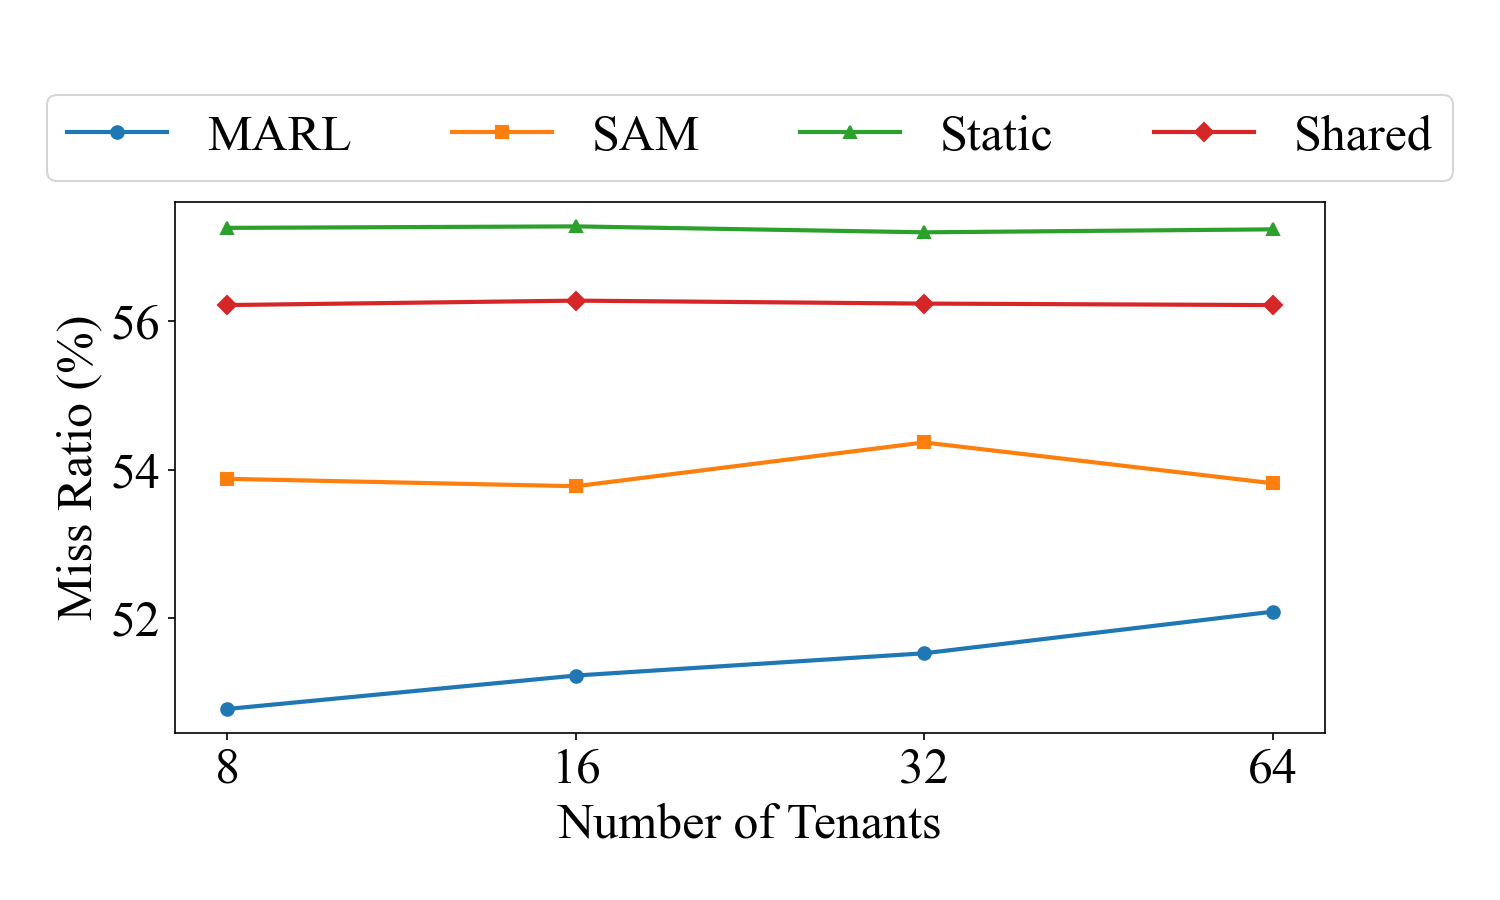 MARL SAM Static Shared
Miss Ratio (%)
56
54
52
8 16 32 64
Number of Tenants